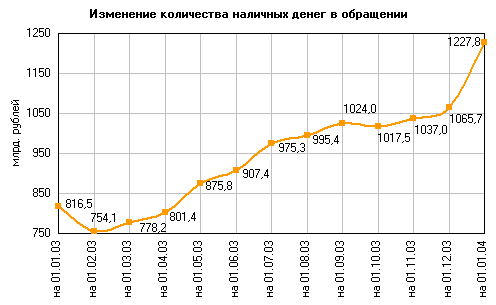 Изменение количества наличных денег в обращении
млрд. рублей
1250
1150
1050
950
850
750
816,5
754,1
778,2
801,4
875,8
907,4
975,3
995,4
1024,0
1017,5
1037,0
1065,7
1227,8
на 01.01.03
на 01.02.03
на 01.03.03
на 01.04.03
на 01.05.03
на 01.06.03
на 01.07.03
на 01.08.03
на 01.09.03
на 01.10.03
на 01.11.03
на 01.12.03
на 01.01.04